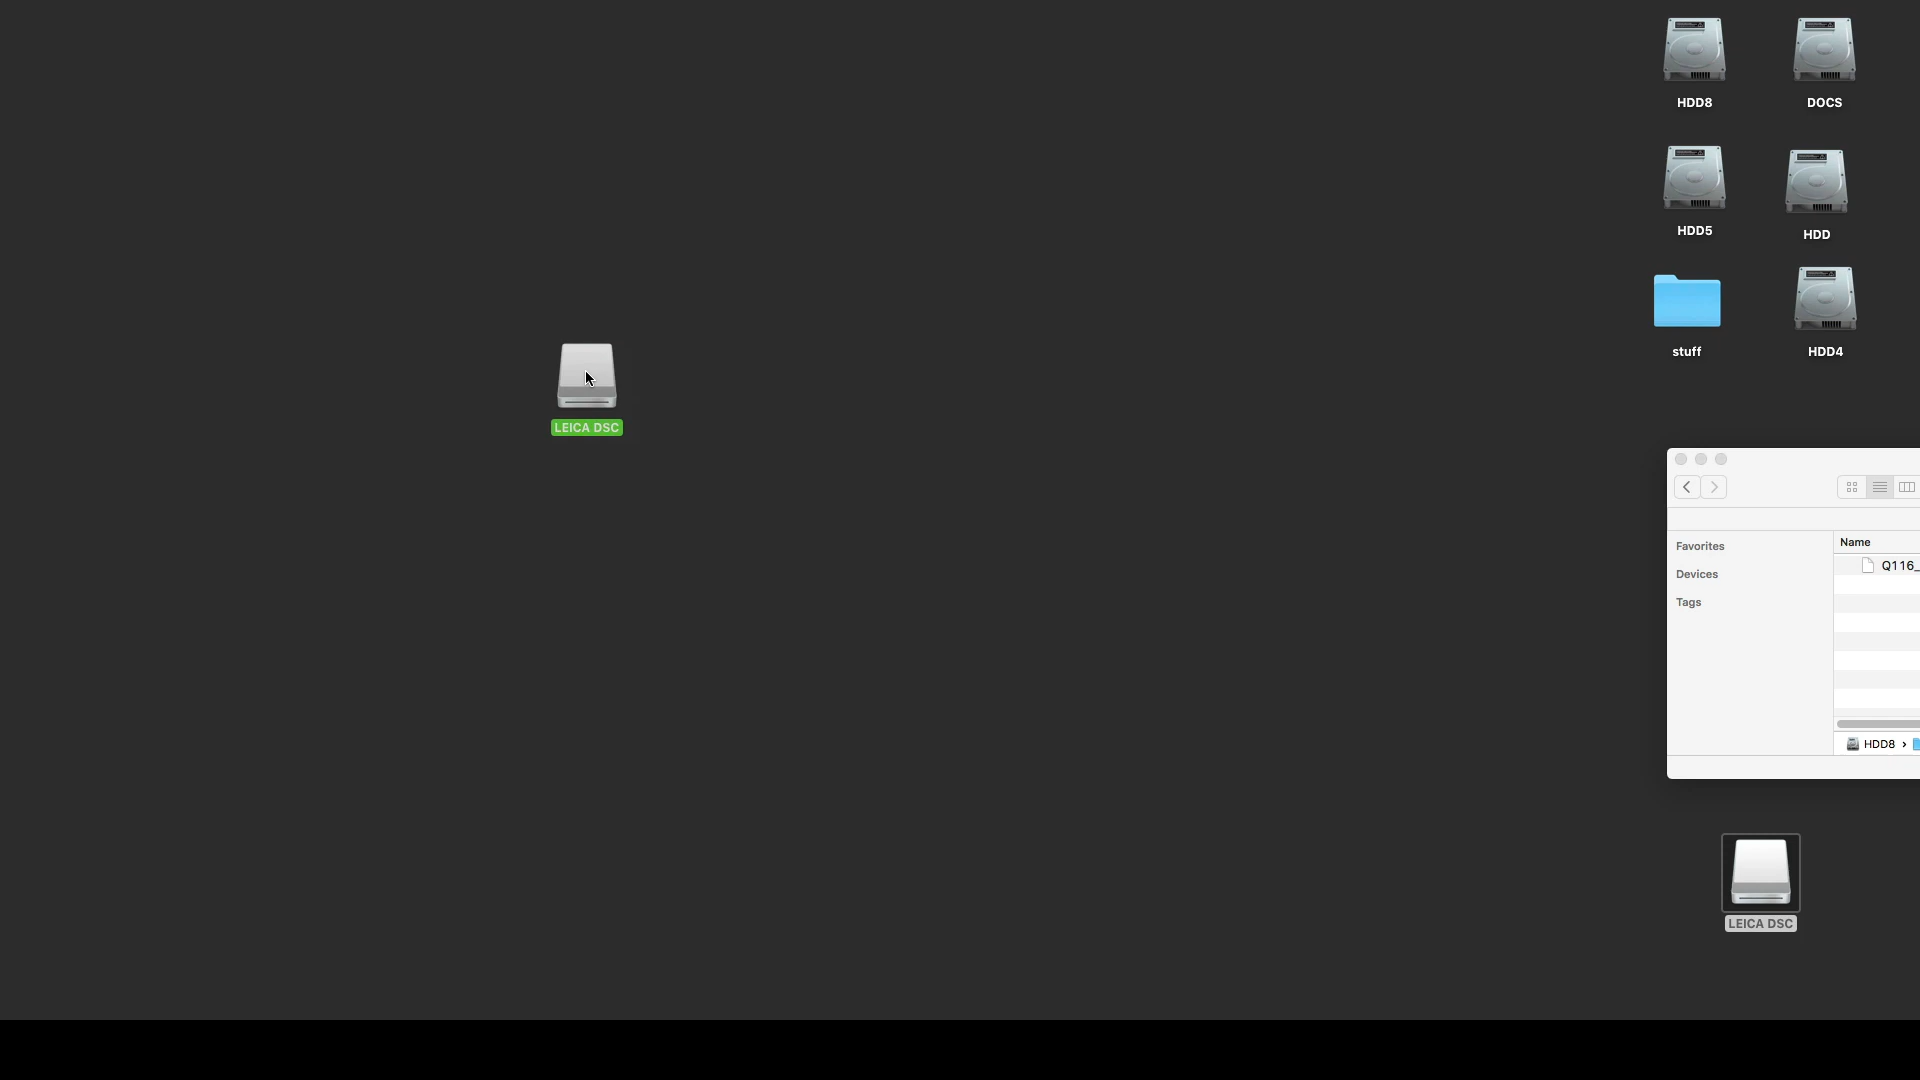 HDD8
DOCS
HDD5
HDD
stuff
HDD4
LEICA DSC
Favorites
Devices
Tags
Name
Q116_
HDD8
LEICA DSC